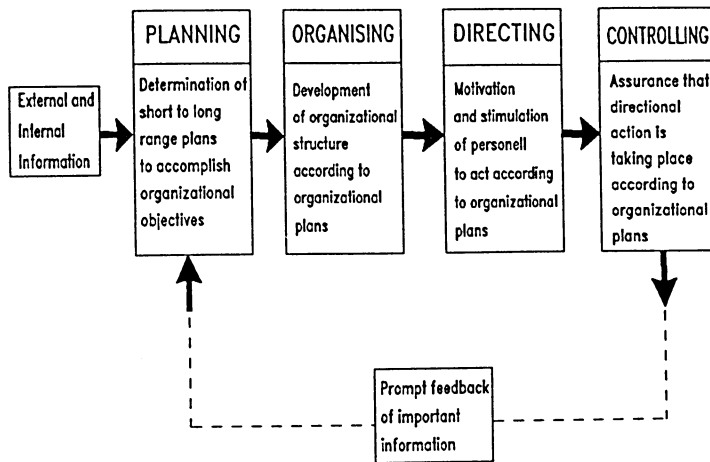 External and
Internal
Information
PLANNING
Determination of
short to long
range plans
to accomplish
organizational
objectives
ORGANISING
Development
of organizational
structure
according to
organizational
plans
DIRECTING
Motivation
and stimulation
of personell
to act according
to organizational
plans
CONTROLLING
Assurance that
directional
action is
taking place
according to
organizational
plans
Prompt feedback
of important
information